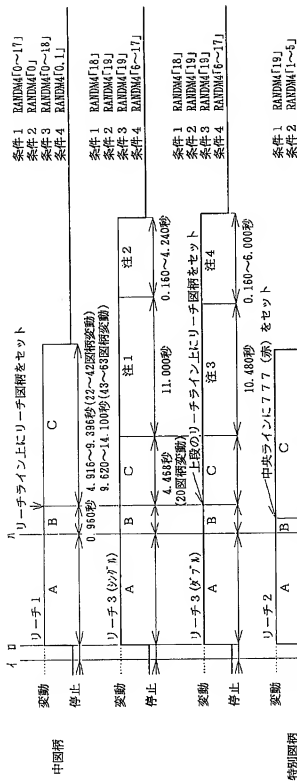 イ ロ ハ
リーチライン上にリーチ図柄をセット
中図柄
変動
停止
リーチ1
A
B
C
0.960秒
4.916～9.396秒(22～42図柄変動)
9.620～14.100秒(43～63図柄変動)
条件1 RANDM4「0～17」
条件2 RANDM4「0」
条件3 RANDM4「0～18」
条件4 RANDM4「0,1」
変動
停止
リーチ3(シングル)
A
B
C
注1
注2
4.468秒
(20図柄変動)
11.000秒
0.160～4.240秒
条件1 RANDM4「18」
条件2 RANDM4「19」
条件3 RANDM4「19」
条件4 RANDM4「6～17」
上段のリーチライン上にリーチ図柄をセット
変動
停止
リーチ3(ダブル)
A
B
C
注3
注4
10.480秒
0.160～6.000秒
条件1 RANDM4「18」
条件2 RANDM4「19」
条件3 RANDM4「19」
条件4 RANDM4「6～17」
中央ラインに777(赤)をセット
特別図柄
変動
リーチ2
A
B
C
条件1 RANDM4「19」
条件2 RANDM4「1～5」